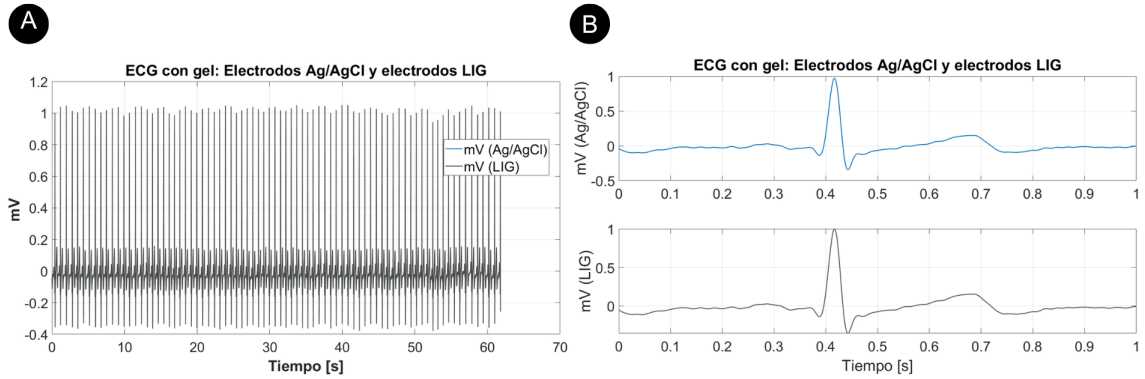 A
ECG con gel: Electrodos Ag/AgCl y electrodos LIG
1.2
1
0.8
0.6
0.4
0.2
0
-0.2
-0.4
mV
mV (Ag/AgCl)
mV (LIG)
0 10 20 30 40 50 60 70
Tiempo [s]
B
ECG con gel: Electrodos Ag/AgCl y electrodos LIG
1
0.5
0
-0.5
mV (Ag/AgCl)
0 0.1 0.2 0.3 0.4 0.5 0.6 0.7 0.8 0.9 1
1
0.5
0
mV (LIG)
0 0.1 0.2 0.3 0.4 0.5 0.6 0.7 0.8 0.9 1
Tiempo [s]